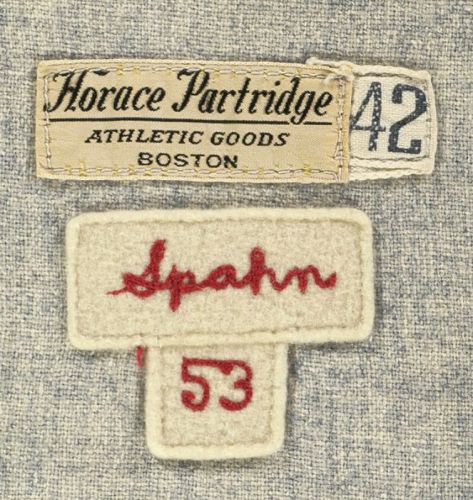 Horace Partridge 42
ATHLETIC GOODS
BOSTON
Spahn
53